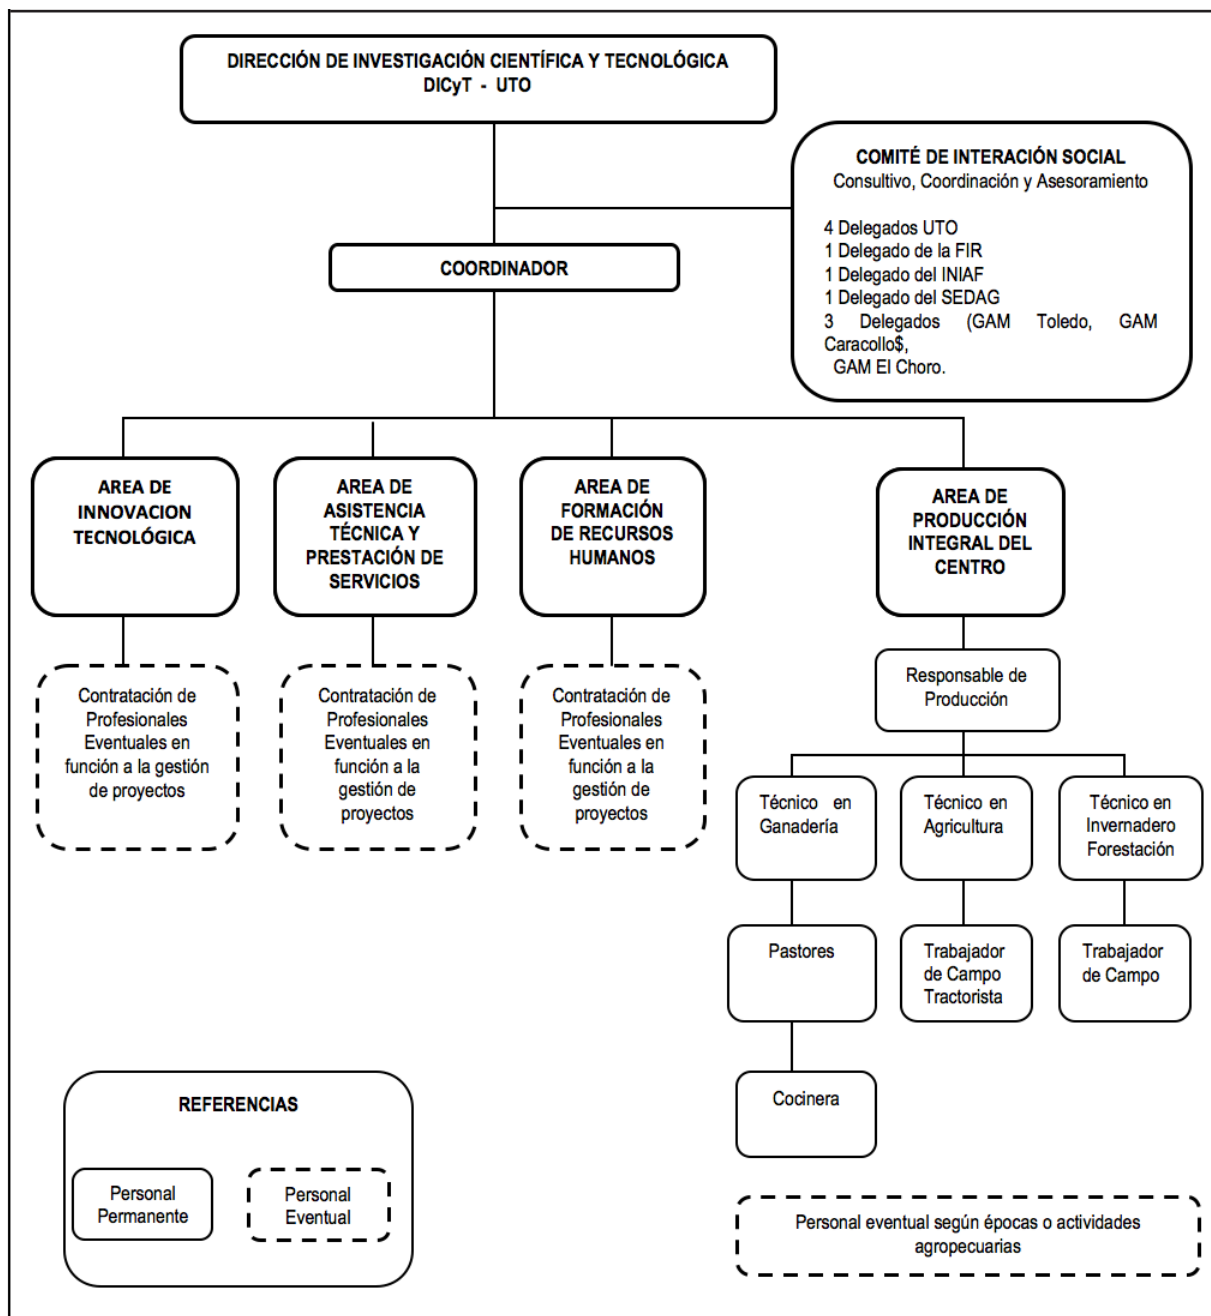 DIRECCIÓN DE INVESTIGACIÓN CIENTÍFICA Y TECNOLÓGICA
DICyT - UTO
COMITÉ DE INTERACIÓN SOCIAL
Consultivo, Coordinación y Asesoramiento
4 Delegados UTO
1 Delegado de la FIR
1 Delegado del INIAF
1 Delegado del SEDAG
3 Delegados (GAM Toledo, GAM
Caracollo$,
GAM El Choro.
COORDINADOR
AREA DE
INNOVACION
TECNOLÓGICA
AREA DE
ASISTENCIA
TÉCNICA Y
PRESTACIÓN DE
SERVICIOS
AREA DE
FORMACIÓN
DE RECURSOS
HUMANOS
AREA DE
PRODUCCIÓN
INTEGRAL DEL
CENTRO
Contratación de
Profesionales
Eventuales en
función a la gestión
de proyectos
Contratación de
Profesionales
Eventuales en
función a la
gestión de
proyectos
Contratación de
Profesionales
Eventuales en
función a la
gestión de
proyectos
Responsable de
Producción
Técnico en
Ganadería
Técnico en
Agricultura
Técnico en
Invernadero
Forestación
Pastores
Trabajador
de Campo
Tractorista
Trabajador
de Campo
Cocinera
REFERENCIAS
Personal
Permanente
Personal
Eventual
Personal eventual según épocas o actividades
agropecuarias